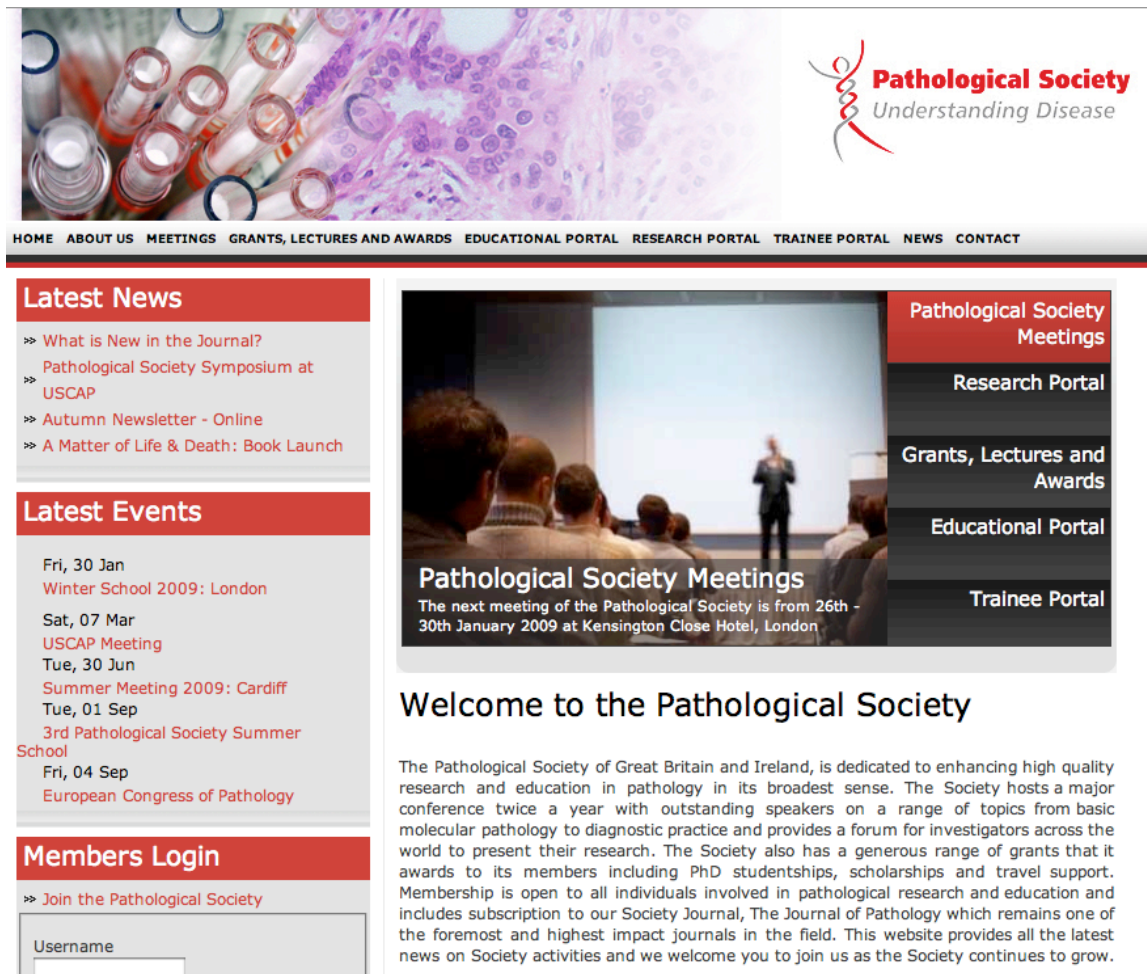 Pathological Society
Understanding Disease
HOME ABOUT US MEETINGS GRANTS, LECTURES AND AWARDS EDUCATIONAL PORTAL RESEARCH PORTAL TRAINEE PORTAL NEWS CONTACT
Latest News
>> What is New in the Journal?
>> Pathological Society Symposium at
USCAP
>> Autumn Newsletter - Online
>> A Matter of Life & Death: Book Launch
Latest Events
Fri, 30 Jan
Winter School 2009: London
Sat, 07 Mar
USCAP Meeting
Tue, 30 Jun
Summer Meeting 2009: Cardiff
Tue, 01 Sep
3rd Pathological Society Summer
School
Fri, 04 Sep
European Congress of Pathology
Members Login
>> Join the Pathological Society
Username
Pathological Society Meetings
The next meeting of the Pathological Society is from 26th -
30th January 2009 at Kensington Close Hotel, London
Pathological Society
Meetings
Research Portal
Grants, Lectures and
Awards
Educational Portal
Trainee Portal
Welcome to the Pathological Society
The Pathological Society of Great Britain and Ireland, is dedicated to enhancing high quality
research and education in pathology in its broadest sense. The Society hosts a major
conference twice a year with outstanding speakers on a range of topics from basic
molecular pathology to diagnostic practice and provides a forum for investigators across the
world to present their research. The Society also has a generous range of grants that it
awards to its members including PhD studentships, scholarships and travel support.
Membership is open to all individuals involved in pathological research and education and
includes subscription to our Society Journal, The Journal of Pathology which remains one of
the foremost and highest impact journals in the field. This website provides all the latest
news on Society activities and we welcome you to join us as the Society continues to grow.